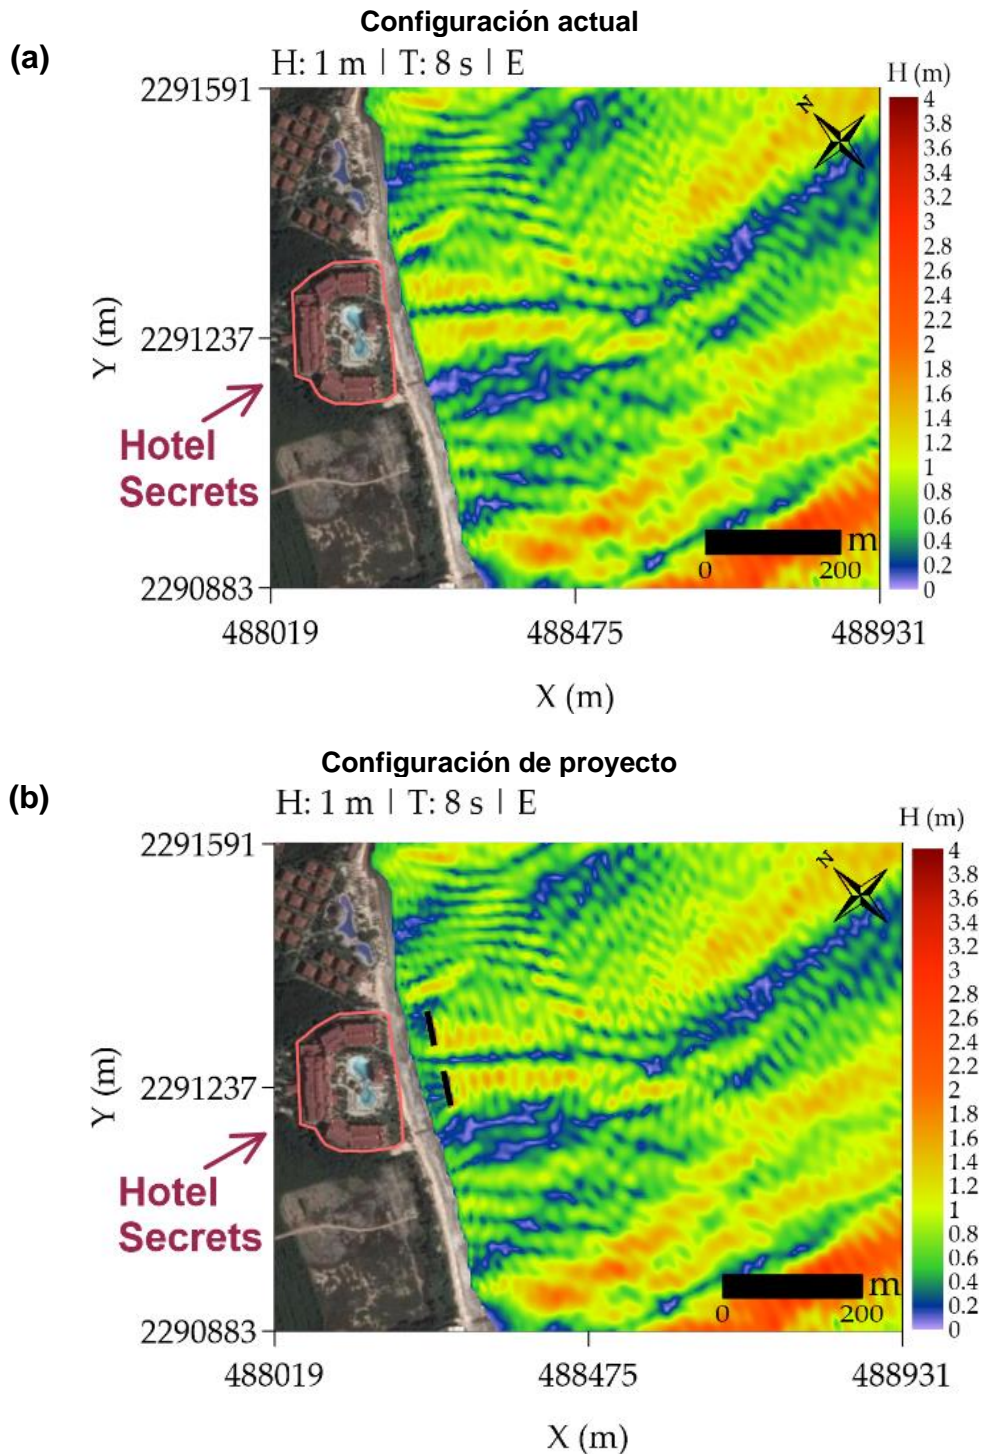 Configuración actual
(a)
H: 1 m | T: 8 s | E
H (m)
N
4
3.8
3.6
3.4
3.2
3
2.8
2.6
2.4
2.2
2
1.8
1.6
1.4
1.2
1
0.8
0.6
0.4
0.2
0
2291591
2291237
2290883
Y (m)
Hotel
Secrets
m
0 200
488019 488475 488931
X (m)
Configuración de proyecto
(b)
H: 1 m | T: 8 s | E
H (m)
N
4
3.8
3.6
3.4
3.2
3
2.8
2.6
2.4
2.2
2
1.8
1.6
1.4
1.2
1
0.8
0.6
0.4
0.2
0
2291591
2291237
2290883
Y (m)
Hotel
Secrets
m
0 200
488019 488475 488931
X (m)